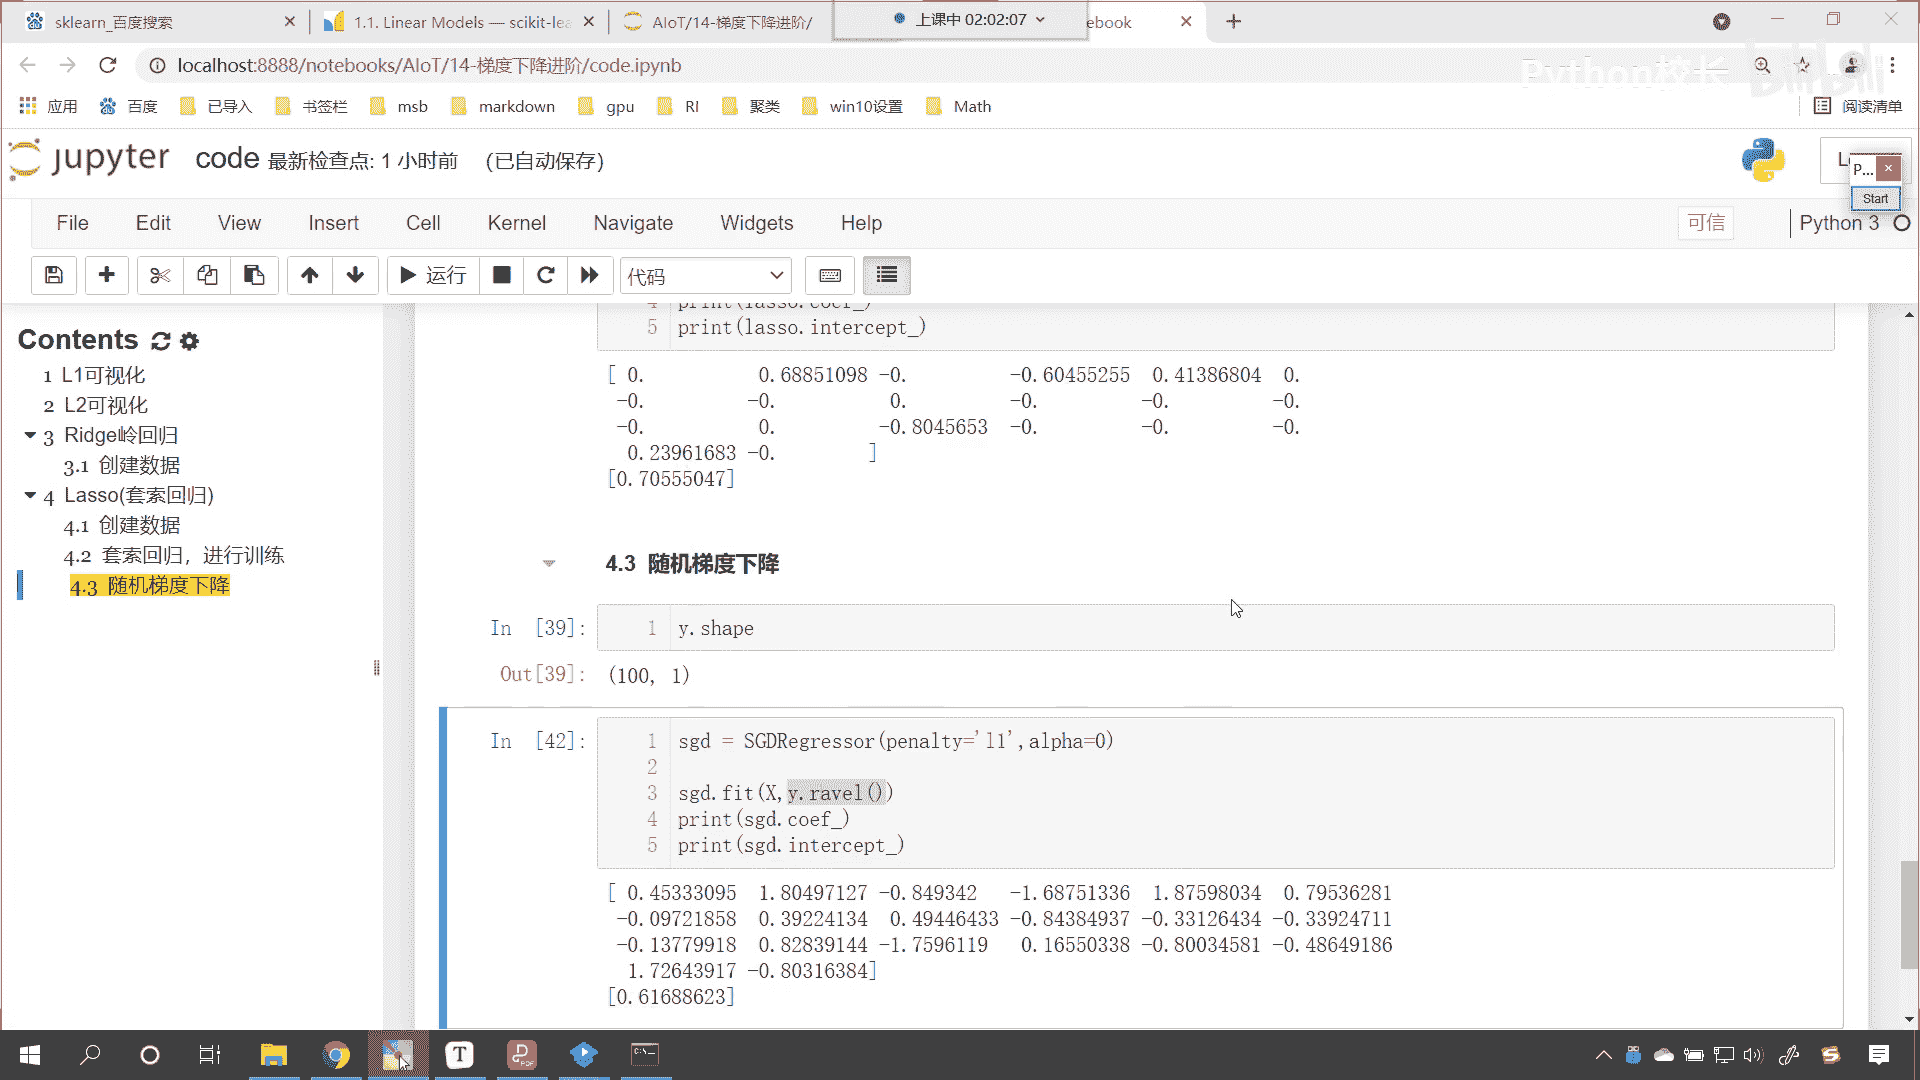 sklearn_百度搜索
1.1. Linear Models — scikit-lea
AIoT/14-梯度下降进阶/
上课中 02:02:07
ebook
localhost:8888/notebooks/AIoT/14-梯度下降进阶/code.ipynb
Python校长
bilibili
应用 百度 已导入 书签栏 msb markdown gpu RI 聚类 win10设置 Math 阅读清单
jupyter code 最新检查点: 1 小时前 (已自动保存)
P...
Start
File Edit View Insert Cell Kernel Navigate Widgets Help 可信 Python 3
运行 代码
Contents
1 L1可视化
2 L2可视化
3 Ridge岭回归
3.1 创建数据
4 Lasso(套索回归)
4.1 创建数据
4.2 套索回归，进行训练
4.3 随机梯度下降
4 print(lasso.coef_)
5 print(lasso.intercept_)
[ 0. 0.68851098 -0. -0.60455255 0.41386804 0.
-0. -0. 0. -0. -0. -0.
-0. 0. -0.8045653 -0. -0. -0.
0.23961683 -0. ]
[0.70555047]
4.3 随机梯度下降
In [39]: 1 y.shape
Out[39]: (100, 1)
In [42]: 1 sgd = SGDRegressor(penalty='l1',alpha=0)
2
3 sgd.fit(X,y.ravel())
4 print(sgd.coef_)
5 print(sgd.intercept_)
[ 0.45333095 1.80497127 -0.849342 -1.68751336 1.87598034 0.79536281
-0.09721858 0.39224134 0.49446433 -0.84384937 -0.33126434 -0.33924711
-0.13779918 0.82839144 -1.7596119 0.16550338 -0.80034581 -0.48649186
1.72643917 -0.80316384]
[0.61688623]